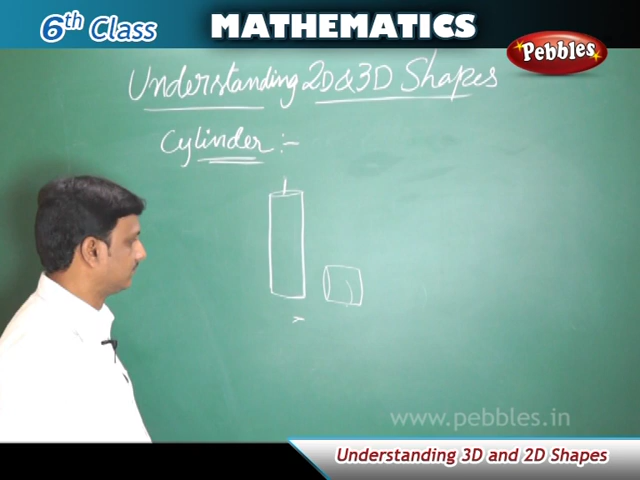 6th Class
MATHEMATICS
Pebbles
Understanding 2D & 3D Shapes
Cylinder :-
www.pebbles.in
Understanding 3D and 2D Shapes